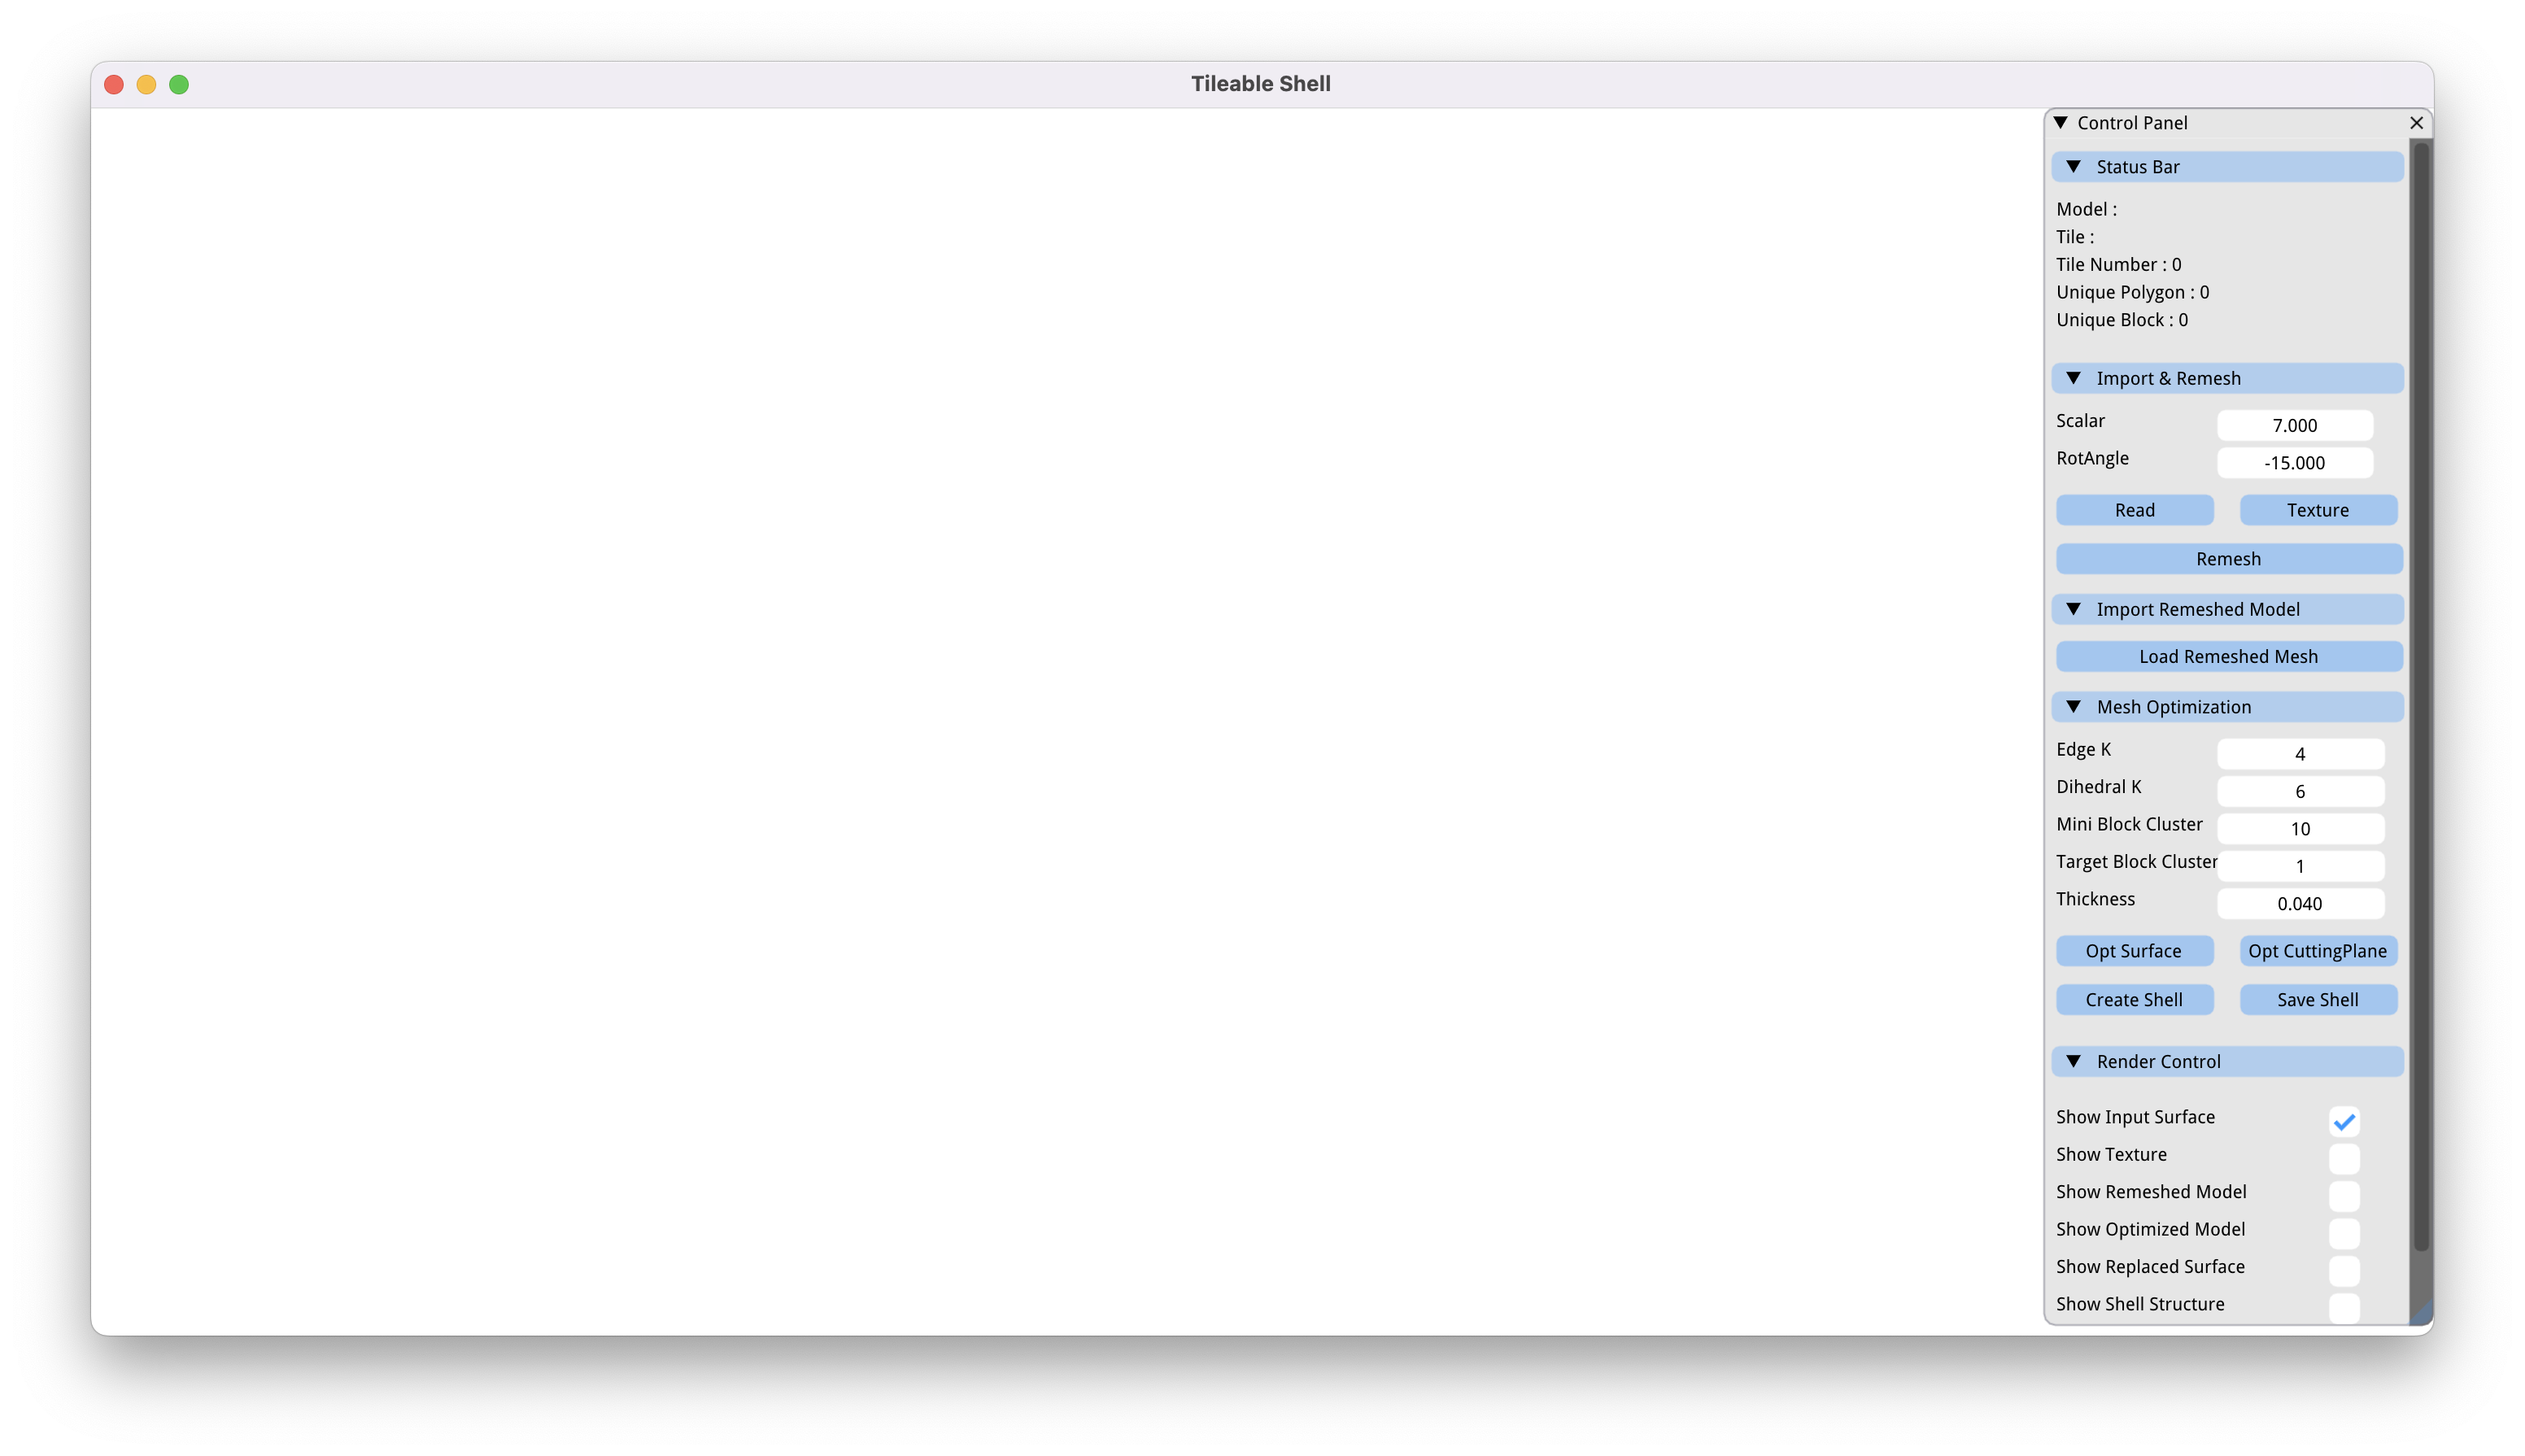 Tileable Shell
Control Panel
Status Bar
Model :
Tile :
Tile Number : 0
Unique Polygon : 0
Unique Block : 0
Import & Remesh
Scalar 7.000
RotAngle -15.000
Read Texture
Remesh
Import Remeshed Model
Load Remeshed Mesh
Mesh Optimization
Edge K 4
Dihedral K 6
Mini Block Cluster 10
Target Block Cluster 1
Thickness 0.040
Opt Surface Opt CuttingPlane
Create Shell Save Shell
Render Control
Show Input Surface
Show Texture
Show Remeshed Model
Show Optimized Model
Show Replaced Surface
Show Shell Structure